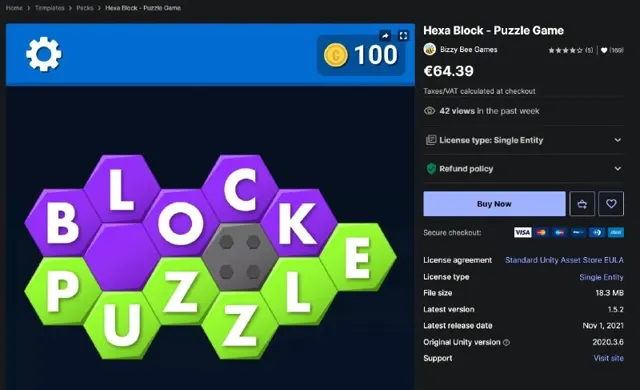 Home > Templates > Packs > Hexa Block - Puzzle Game
100
BLOCK
PUZZLE
Hexa Block - Puzzle Game
Bizzy Bee Games
(5) | (169)
€64.39
Taxes/VAT calculated at checkout
42 views in the past week
License type: Single Entity
Refund policy
Buy Now
Secure checkout: VISA
License agreement Standard Unity Asset Store EULA
License type Single Entity
File size 18.3 MB
Latest version 1.5.2
Latest release date Nov 1, 2021
Original Unity version 2020.3.6
Support Visit site